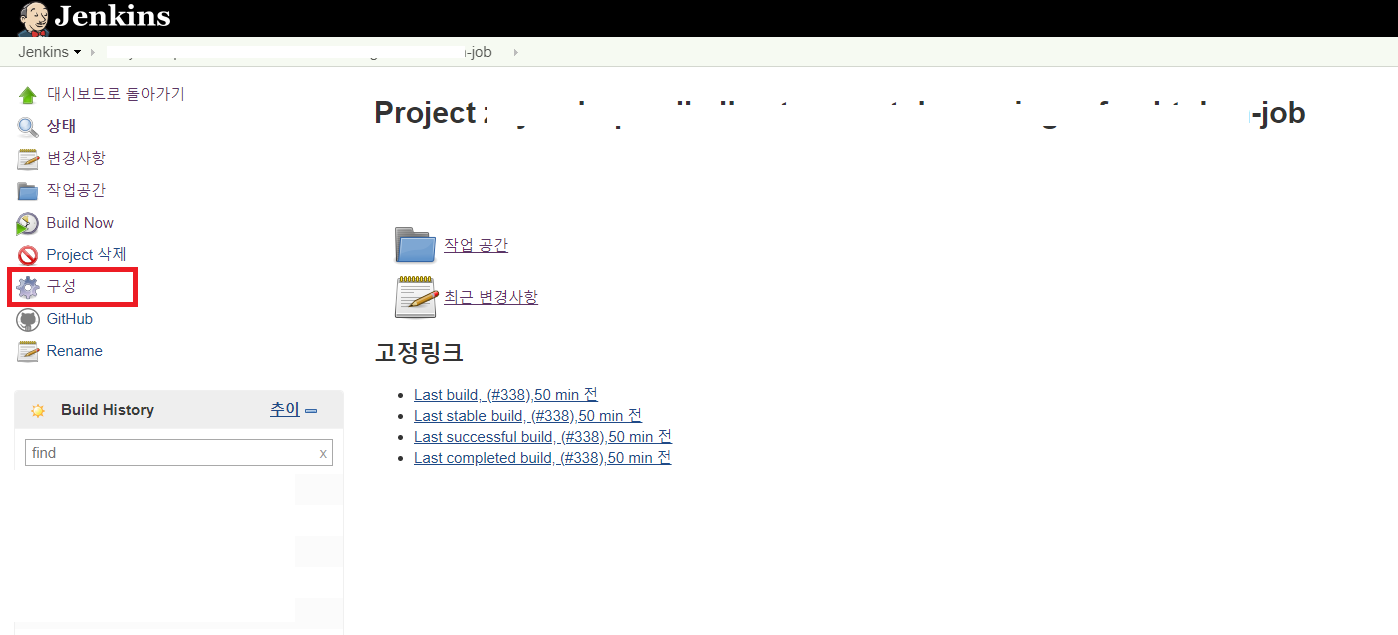 Jenkins
Jenkins
-job
대시보드로 돌아가기
상태
변경사항
작업공간
Build Now
Project 삭제
구성
GitHub
Rename
Project
-job
작업 공간
최근 변경사항
고정링크
Last build, (#338),50 min 전
Last stable build, (#338),50 min 전
Last successful build, (#338),50 min 전
Last completed build, (#338),50 min 전
Build History
추이
find
x